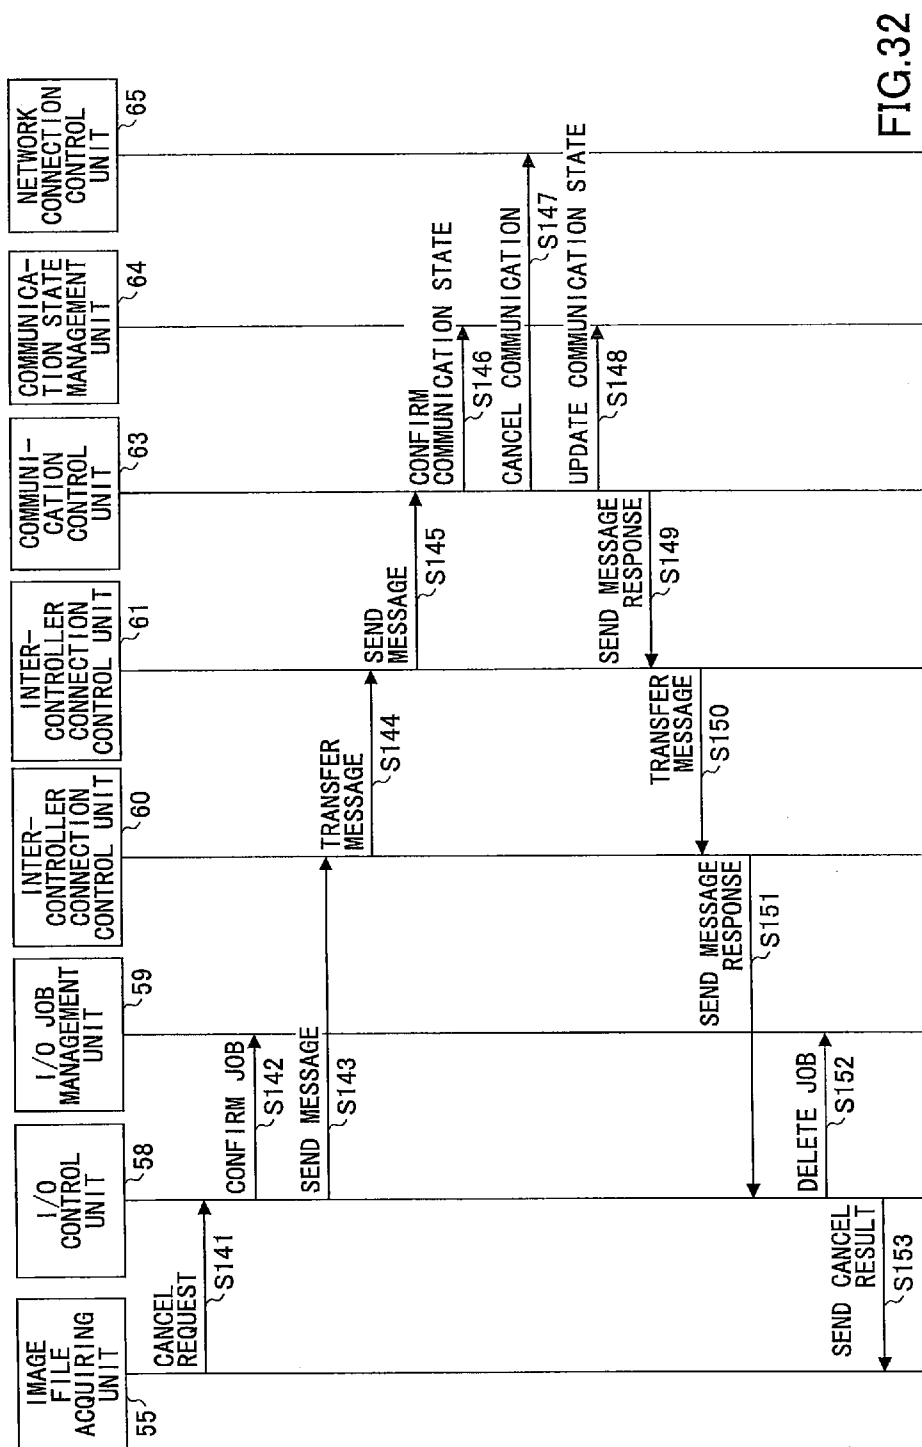 IMAGE
FILE
ACQUIRING
UNIT
55
I/O
CONTROL
UNIT
58
I/O JOB
MANAGEMENT
UNIT
59
INTER-
CONTROLLER
CONNECTION
CONTROL UNIT
60
INTER-
CONTROLLER
CONNECTION
CONTROL UNIT
61
COMMUNI-
CATION
CONTROL
UNIT
63
COMMUNICA-
TION STATE
MANAGEMENT
UNIT
64
NETWORK
CONNECTION
CONTROL
UNIT
65
CANCEL
REQUEST
S141
CONFIRM JOB
S142
SEND MESSAGE
S143
TRANSFER
MESSAGE
S144
SEND
MESSAGE
S145
CONFIRM
COMMUNICATION STATE
S146
CANCEL COMMUNICATION
S147
UPDATE COMMUNICATION STATE
S148
SEND MESSAGE
RESPONSE
S149
TRANSFER
MESSAGE
S150
SEND MESSAGE
RESPONSE
S151
DELETE JOB
S152
SEND CANCEL
RESULT
S153
FIG.32